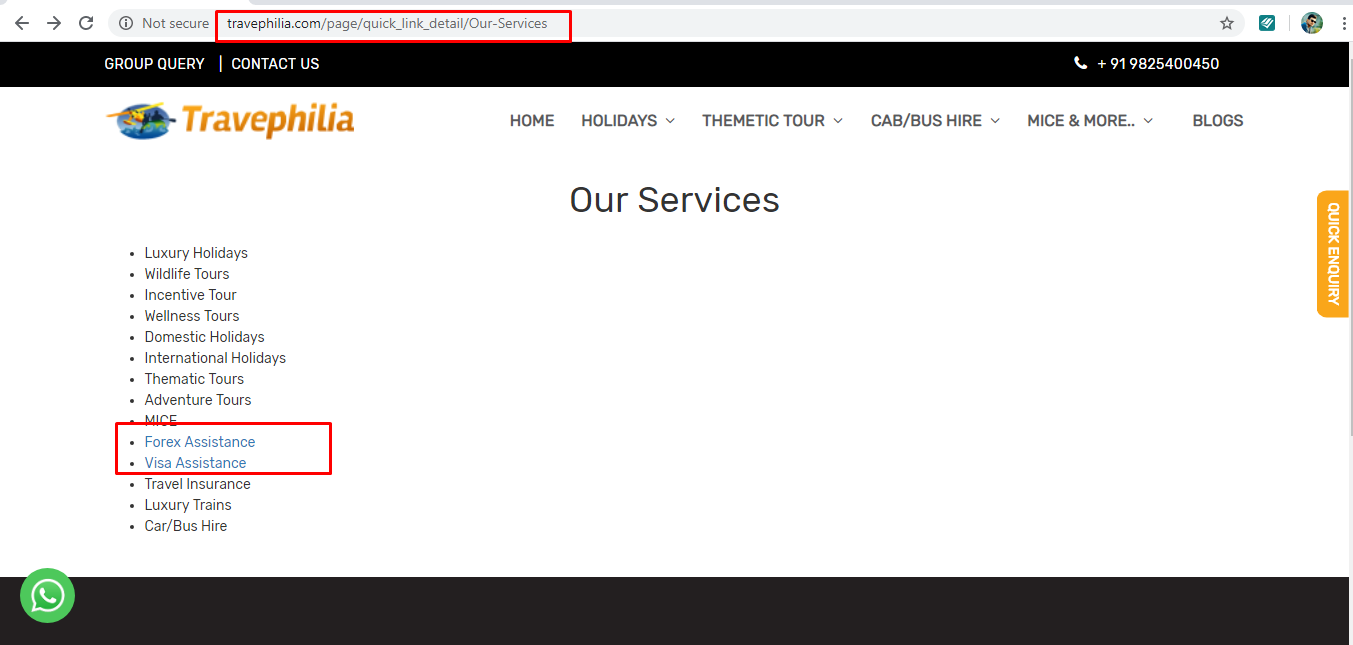 Not secure travephilia.com/page/quick_link_detail/Our-Services
GROUP QUERY | CONTACT US + 91 9825400450
Travephilia HOME HOLIDAYS THEMETIC TOUR CAB/BUS HIRE MICE & MORE.. BLOGS
Our Services
QUICK ENQUIRY
• Luxury Holidays
• Wildlife Tours
• Incentive Tour
• Wellness Tours
• Domestic Holidays
• International Holidays
• Thematic Tours
• Adventure Tours
• MICE
• Forex Assistance
• Visa Assistance
• Travel Insurance
• Luxury Trains
• Car/Bus Hire